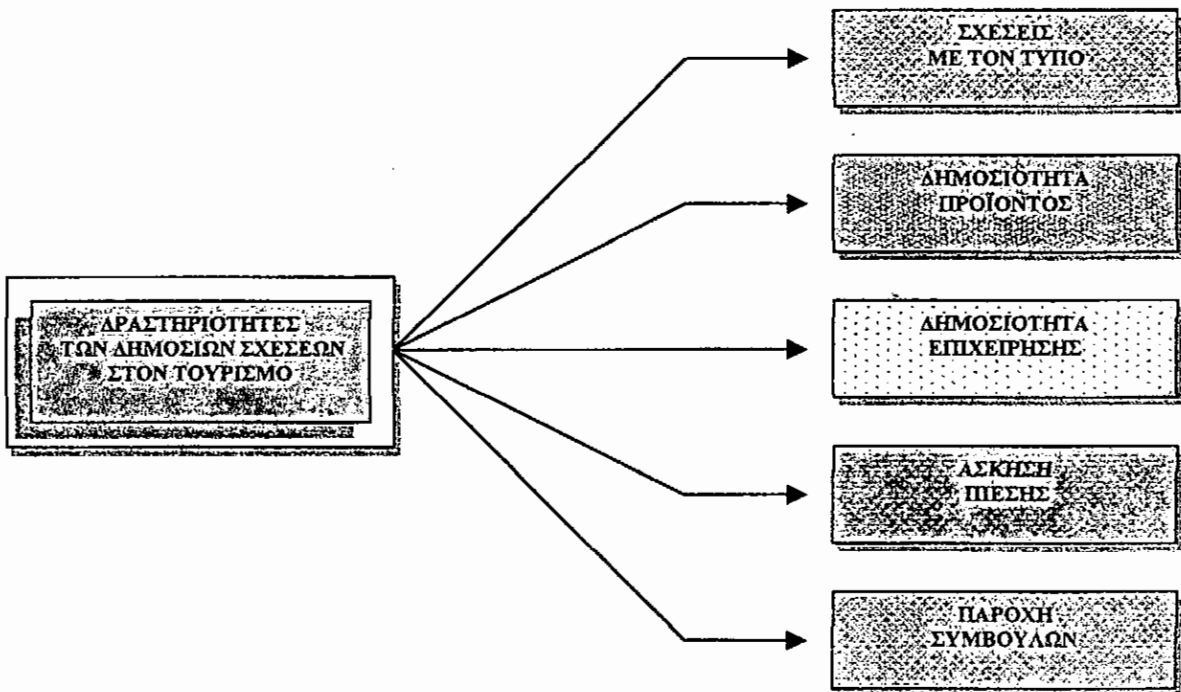 ΣΧΕΣΕΙΣ
ΜΕ ΤΟΝ ΤΥΠΟ
ΔΗΜΟΣΙΟΤΗΤΑ
ΠΡΟΪΟΝΤΟΣ
ΔΡΑΣΤΗΡΙΟΤΗΤΕΣ
ΤΩΝ ΔΗΜΟΣΙΩΝ ΣΧΕΣΕΩΝ
ΣΤΟΝ ΤΟΥΡΙΣΜΟ
ΔΗΜΟΣΙΟΤΗΤΑ
ΕΠΙΧΕΙΡΗΣΗΣ
ΑΣΚΗΣΗ
ΠΙΕΣΗΣ
ΠΑΡΟΧΗ
ΣΥΜΒΟΥΛΩΝ